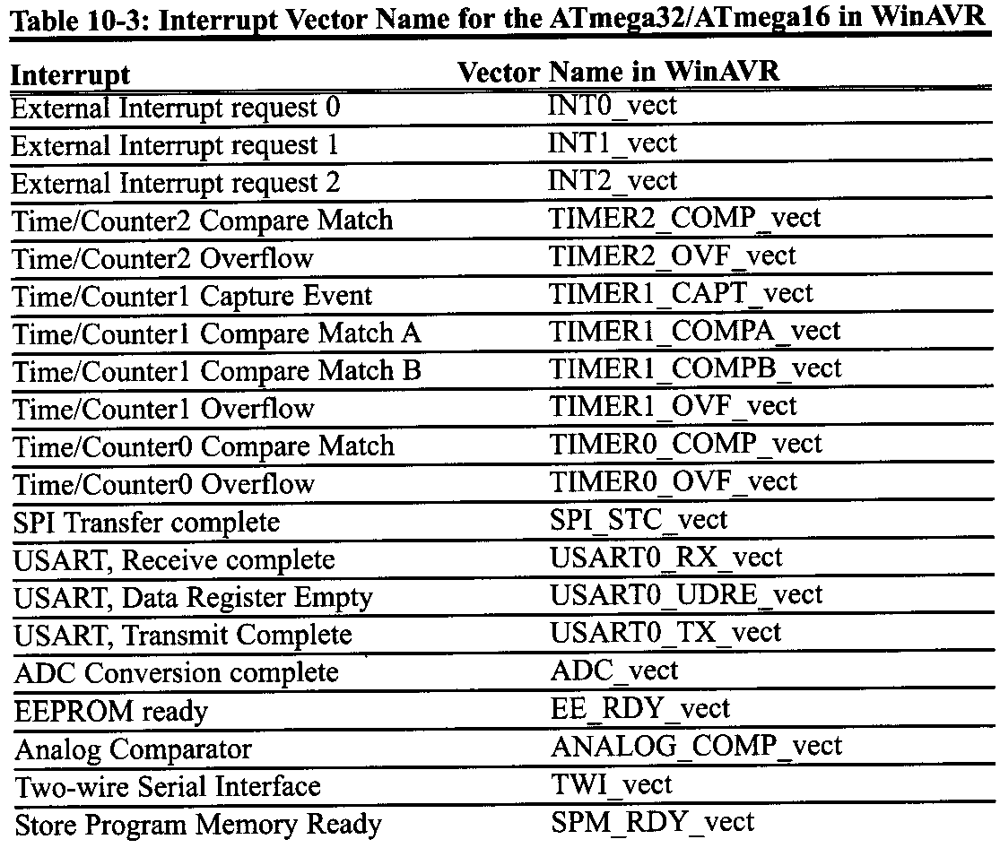 Table 10-3: Interrupt Vector Name for the ATmega32/ATmega16 in WinAVR
Interrupt Vector Name in WinAVR
External Interrupt request 0 INT0_vect
External Interrupt request 1 INT1_vect
External Interrupt request 2 INT2_vect
Time/Counter2 Compare Match TIMER2_COMP_vect
Time/Counter2 Overflow TIMER2_OVF_vect
Time/Counter1 Capture Event TIMER1_CAPT_vect
Time/Counter1 Compare Match A TIMER1_COMPA_vect
Time/Counter1 Compare Match B TIMER1_COMPB_vect
Time/Counter1 Overflow TIMER1_OVF_vect
Time/Counter0 Compare Match TIMER0_COMP_vect
Time/Counter0 Overflow TIMER0_OVF_vect
SPI Transfer complete SPI_STC_vect
USART, Receive complete USART0_RX_vect
USART, Data Register Empty USART0_UDRE_vect
USART, Transmit Complete USART0_TX_vect
ADC Conversion complete ADC_vect
EEPROM ready EE_RDY_vect
Analog Comparator ANALOG_COMP_vect
Two-wire Serial Interface TWI_vect
Store Program Memory Ready SPM_RDY_vect